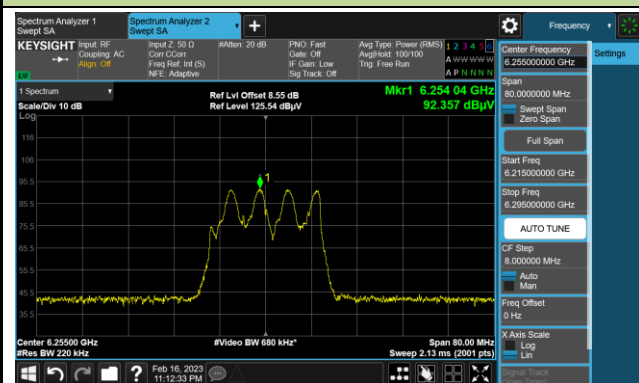 Spectrum Analyzer 1
Swept SA
Spectrum Analyzer 2
Swept SA
Frequency
KEYSIGHT
Input: RF
Coupling: AC
Align: Off
Input Z: 50 Ω
Corr CCorr
Freq Ref: Int (S)
NFE: Adaptive
#Atten: 20 dB
PNO: Fast
Gate: Off
IF Gain: Low
Sig Track: Off
Avg Type: Power (RMS)
Avg|Hold: 100/100
Trig: Free Run
1 2 3 4 5 6
A W W W W W
A P N N N N
LXI
1 Spectrum
Scale/Div 10 dB
Log
Ref Lvl Offset 8.55 dB
Ref Level 125.54 dBµV
Mkr1 6.254 04 GHz
92.357 dBµV
1
116
106
95.5
85.5
75.5
65.5
55.5
45.5
35.5
Center 6.25500 GHz
#Res BW 220 kHz
#Video BW 680 kHz*
Span 80.00 MHz
Sweep 2.13 ms (2001 pts)
Feb 16, 2023
11:12:33 PM
Center Frequency
6.255000000 GHz
Settings
Span
80.0000000 MHz
Swept Span
Zero Span
Full Span
Start Freq
6.215000000 GHz
Stop Freq
6.295000000 GHz
AUTO TUNE
CF Step
8.000000 MHz
Auto
Man
Freq Offset
0 Hz
X Axis Scale
Log
Lin
Signal Track